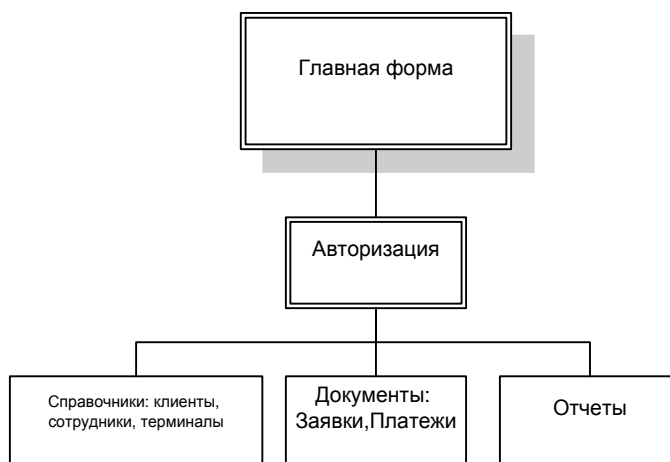 Главная форма
Авторизация
Справочники: клиенты,
сотрудники, терминалы
Документы:
Заявки,Платежи
Отчеты